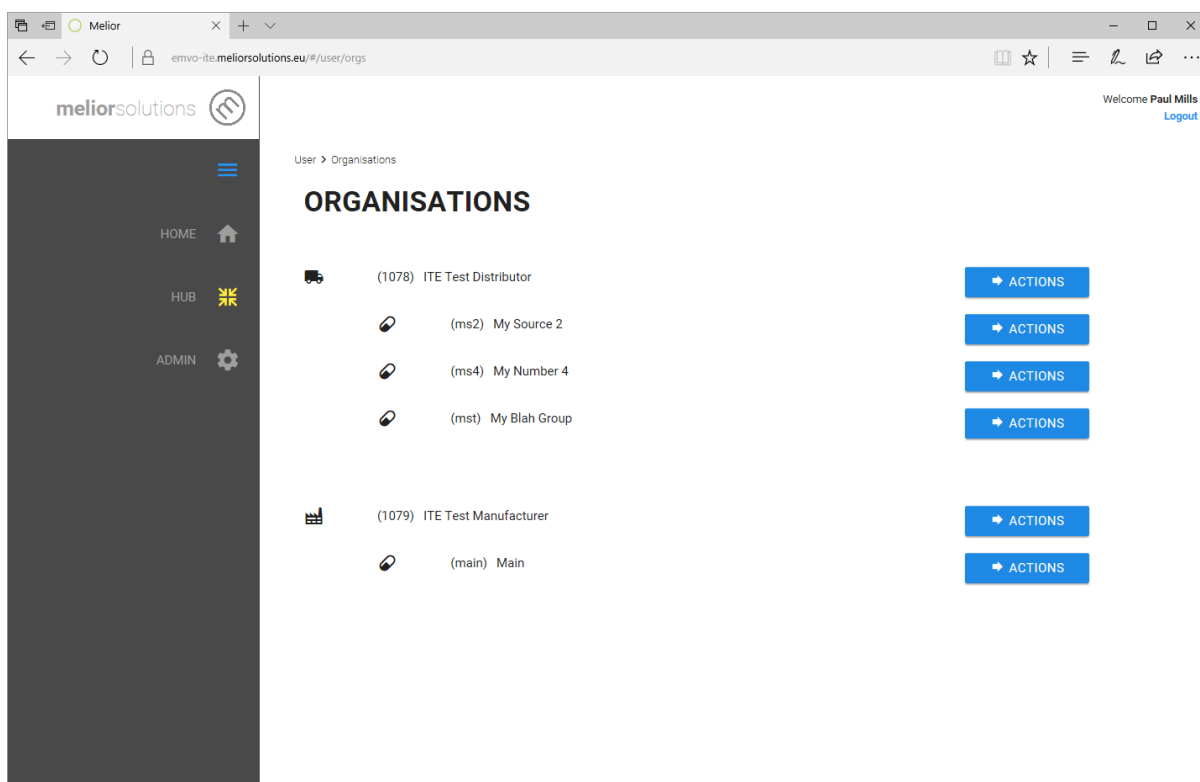 Melior
emvo-ite.meliorsolutions.eu/#/user/orgs
meliorsolutions m
Welcome Paul Mills
Logout
User > Organisations
ORGANISATIONS
HOME
HUB
ADMIN
(1078) ITE Test Distributor ACTIONS
(ms2) My Source 2 ACTIONS
(ms4) My Number 4 ACTIONS
(mst) My Blah Group ACTIONS
(1079) ITE Test Manufacturer ACTIONS
(main) Main ACTIONS